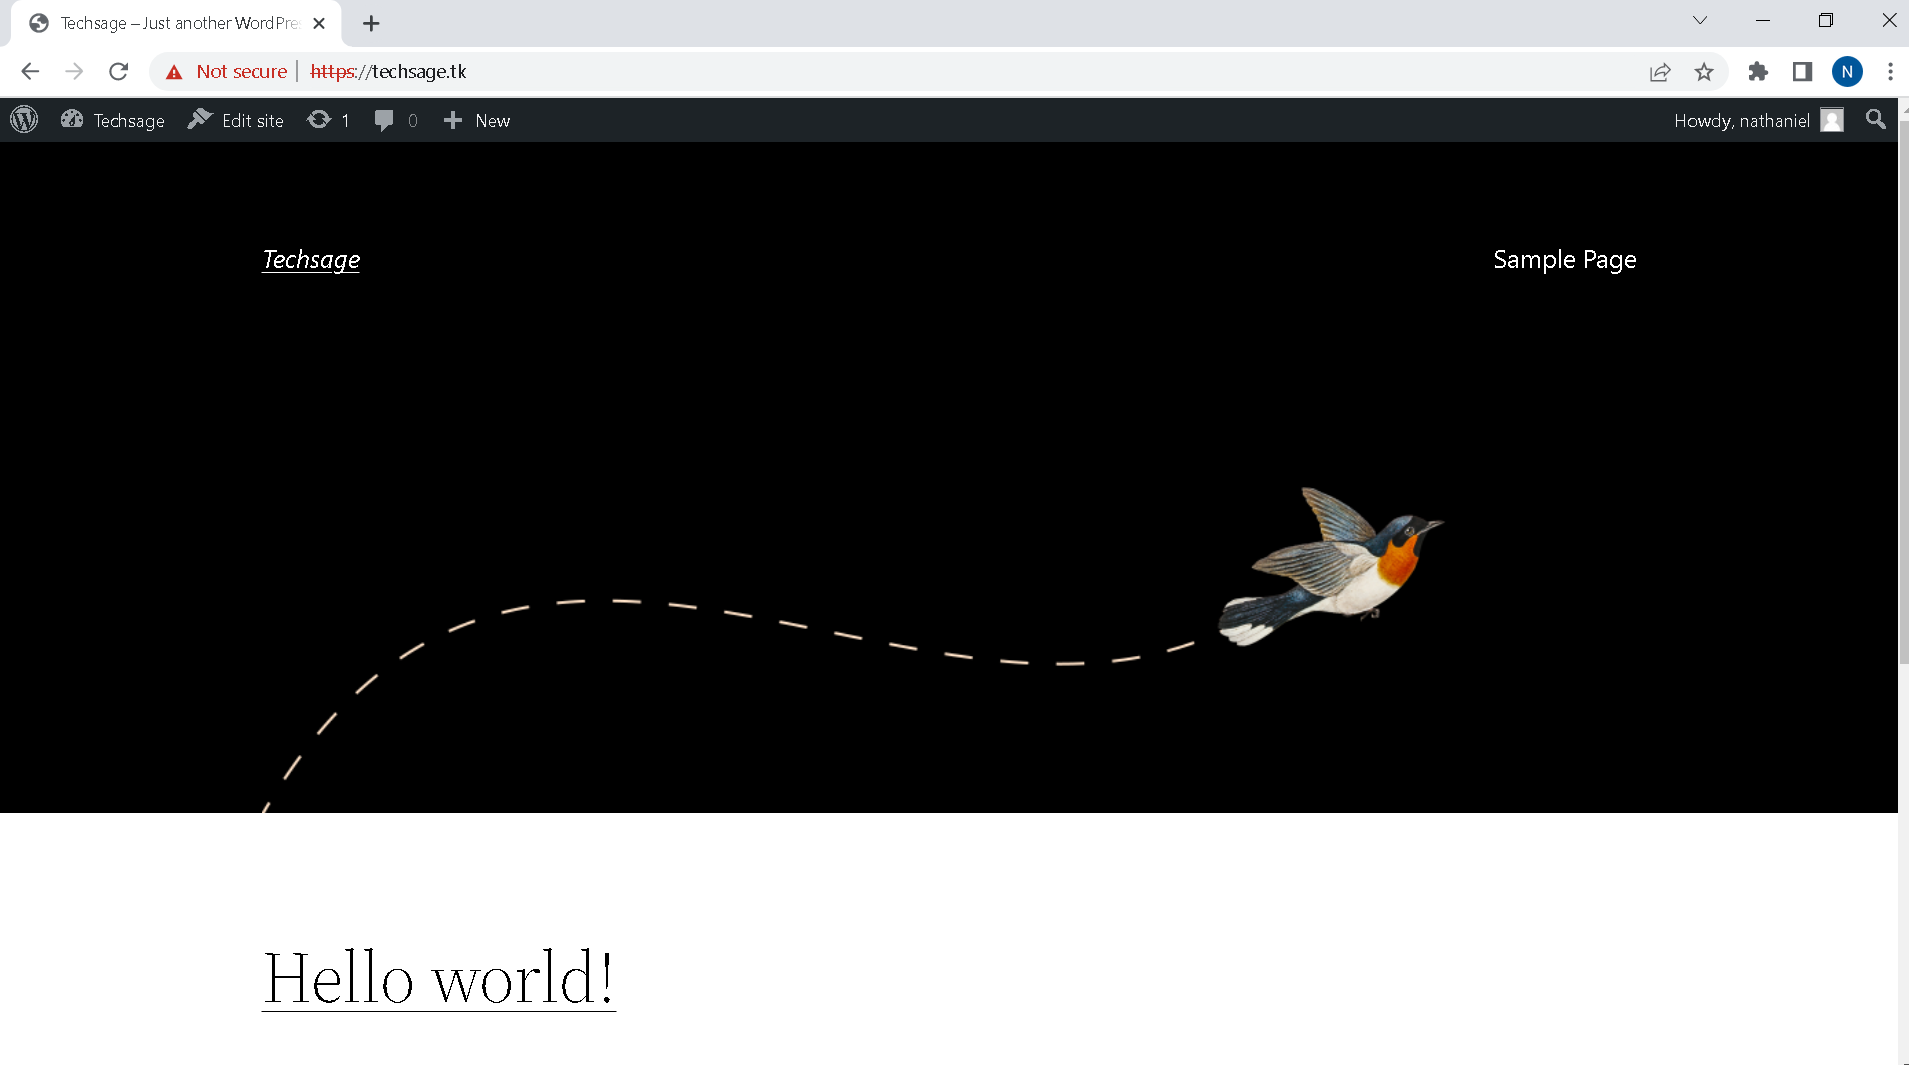 Techsage – Just another WordPres
Not secure | https://techsage.tk
N
Techsage Edit site 1 0 New Howdy, nathaniel
Techsage Sample Page
Hello world!